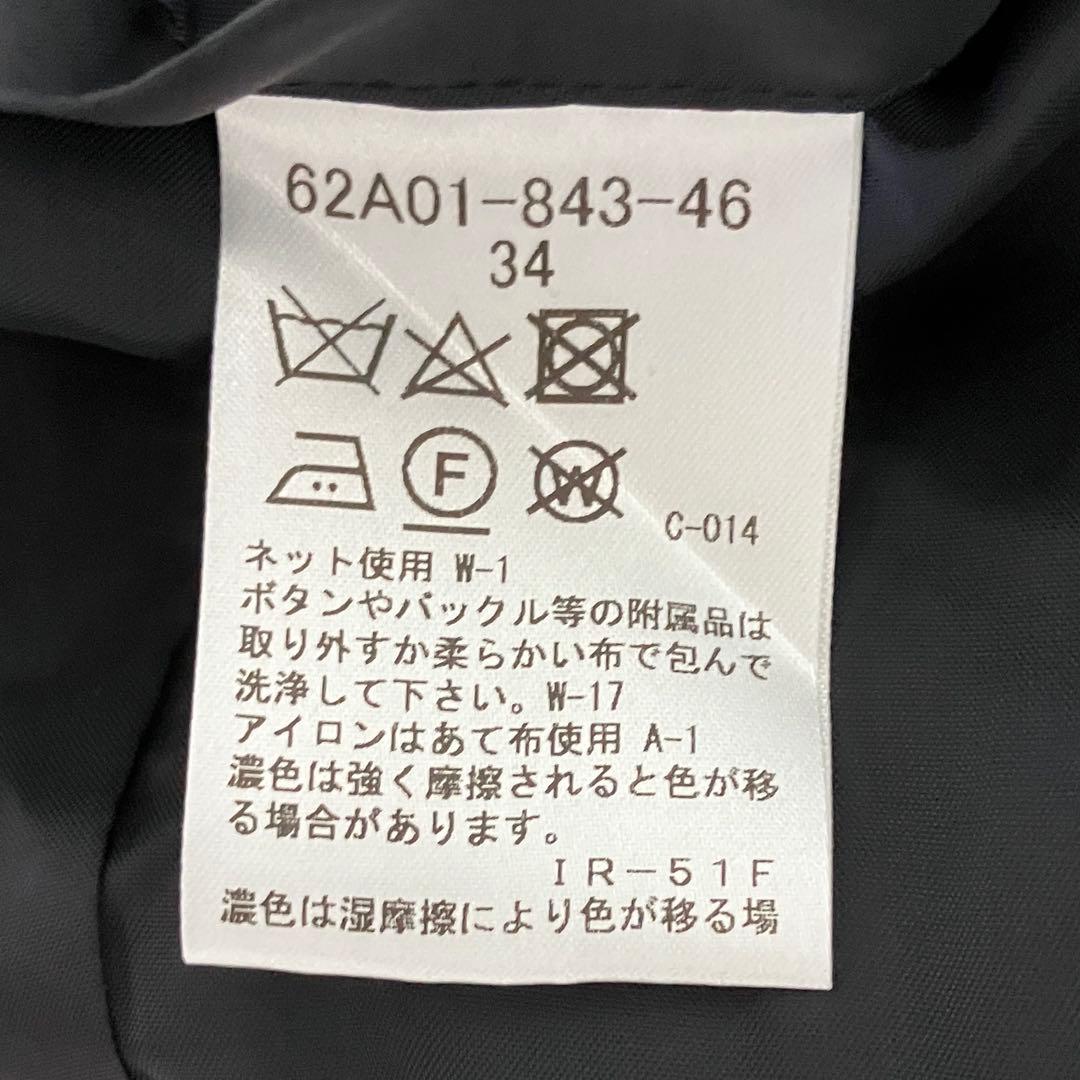 62A01-843-46
34
F
W
C-014
ネット使用 W-1
ボタンやバックル等の附属品は
取り外すか柔らかい布で包んで
洗浄して下さい。W-17
アイロンはあて布使用 A-1
濃色は強く摩擦されると色が移
る場合があります。
IR-51F
濃色は湿摩擦により色が移る場